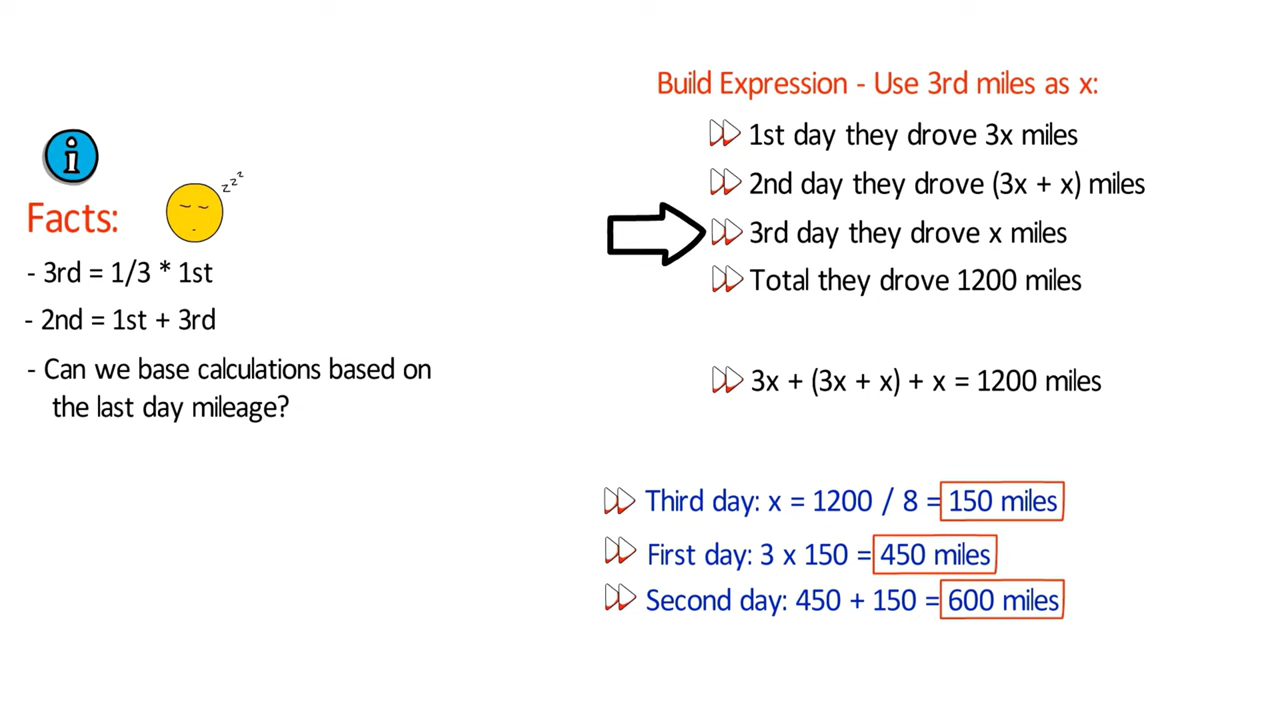 Facts:
zzz
- 3rd = 1/3 * 1st
- 2nd = 1st + 3rd
- Can we base calculations based on
the last day mileage?
Build Expression - Use 3rd miles as x:
1st day they drove 3x miles
2nd day they drove (3x + x) miles
3rd day they drove x miles
Total they drove 1200 miles
3x + (3x + x) + x = 1200 miles
Third day: x = 1200 / 8 = 150 miles
First day: 3 x 150 = 450 miles
Second day: 450 + 150 = 600 miles